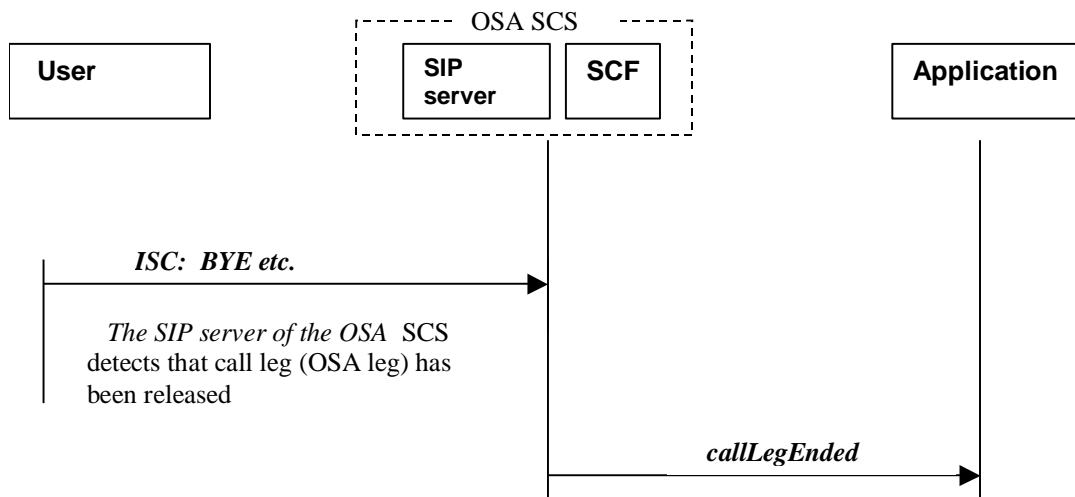 OSA SCS
User
SIP
server
SCF
Application
ISC: BYE etc.
The SIP server of the OSA SCS
detects that call leg (OSA leg) has
been released
callLegEnded